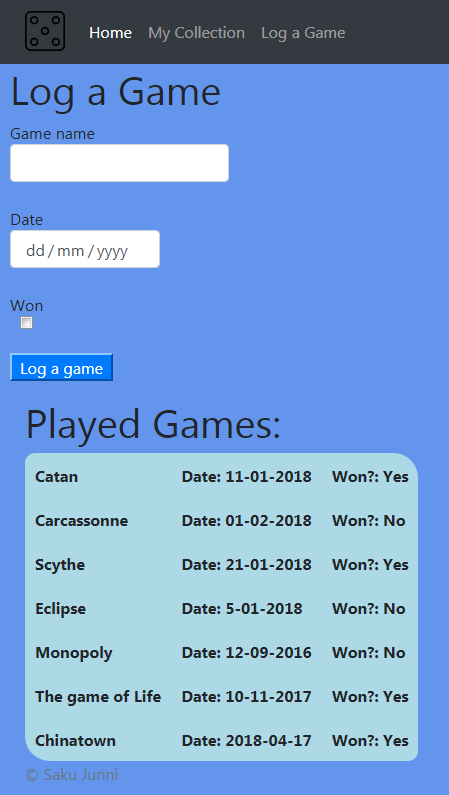 Home My Collection Log a Game
Log a Game
Game name
Date
dd/mm/yyyy
Won
Log a game
Played Games:
Catan Date: 11-01-2018 Won?: Yes
Carcassonne Date: 01-02-2018 Won?: No
Scythe Date: 21-01-2018 Won?: Yes
Eclipse Date: 5-01-2018 Won?: No
Monopoly Date: 12-09-2016 Won?: No
The game of Life Date: 10-11-2017 Won?: Yes
Chinatown Date: 2018-04-17 Won?: Yes
© Saku Junni